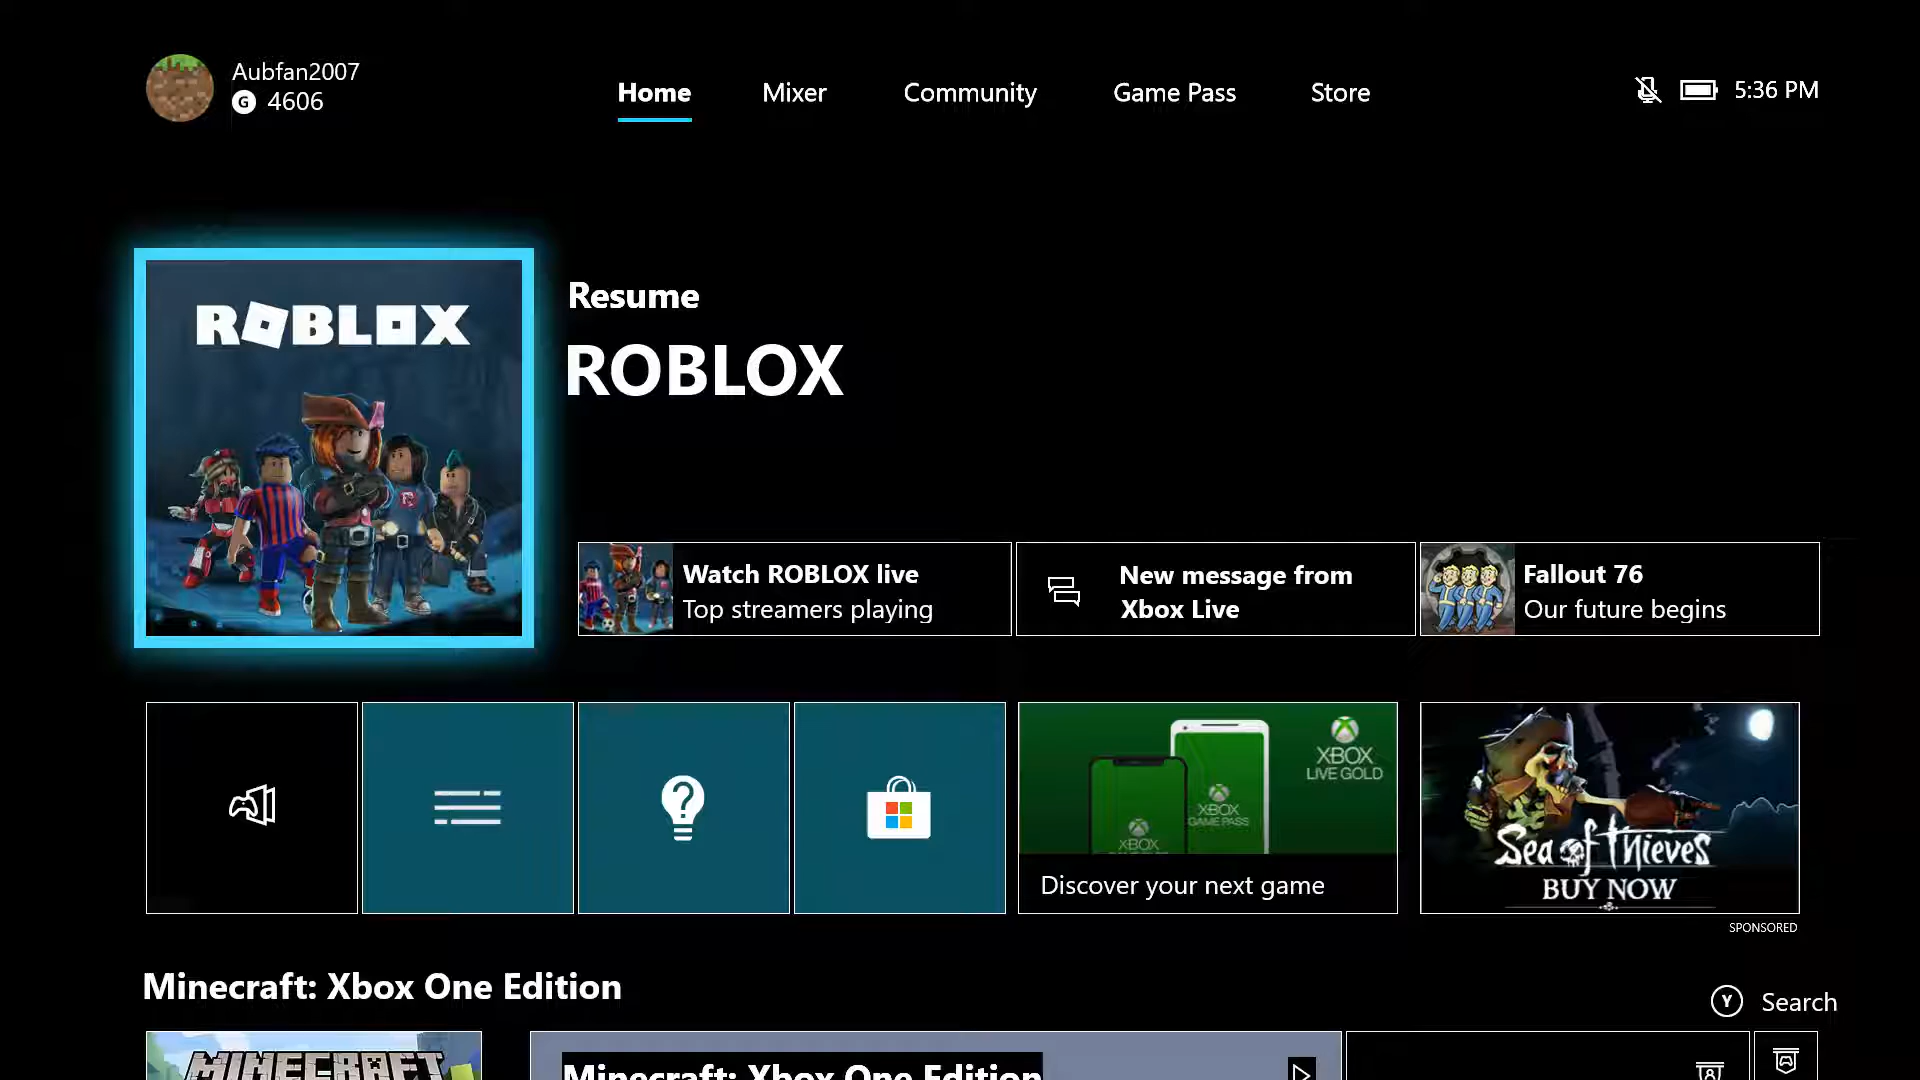 Aubfan2007
G 4606
Home
Mixer
Community
Game Pass
Store
5:36 PM
ROBLOX
Resume
ROBLOX
Watch ROBLOX live
Top streamers playing
New message from
Xbox Live
Fallout 76
Our future begins
XBOX
LIVE GOLD
XBOX
GAME PASS
XBOX
Discover your next game
Sea of Thieves
BUY NOW
SPONSORED
Minecraft: Xbox One Edition
Y Search
MINECRAFT
Minecraft: Xbox One Edition